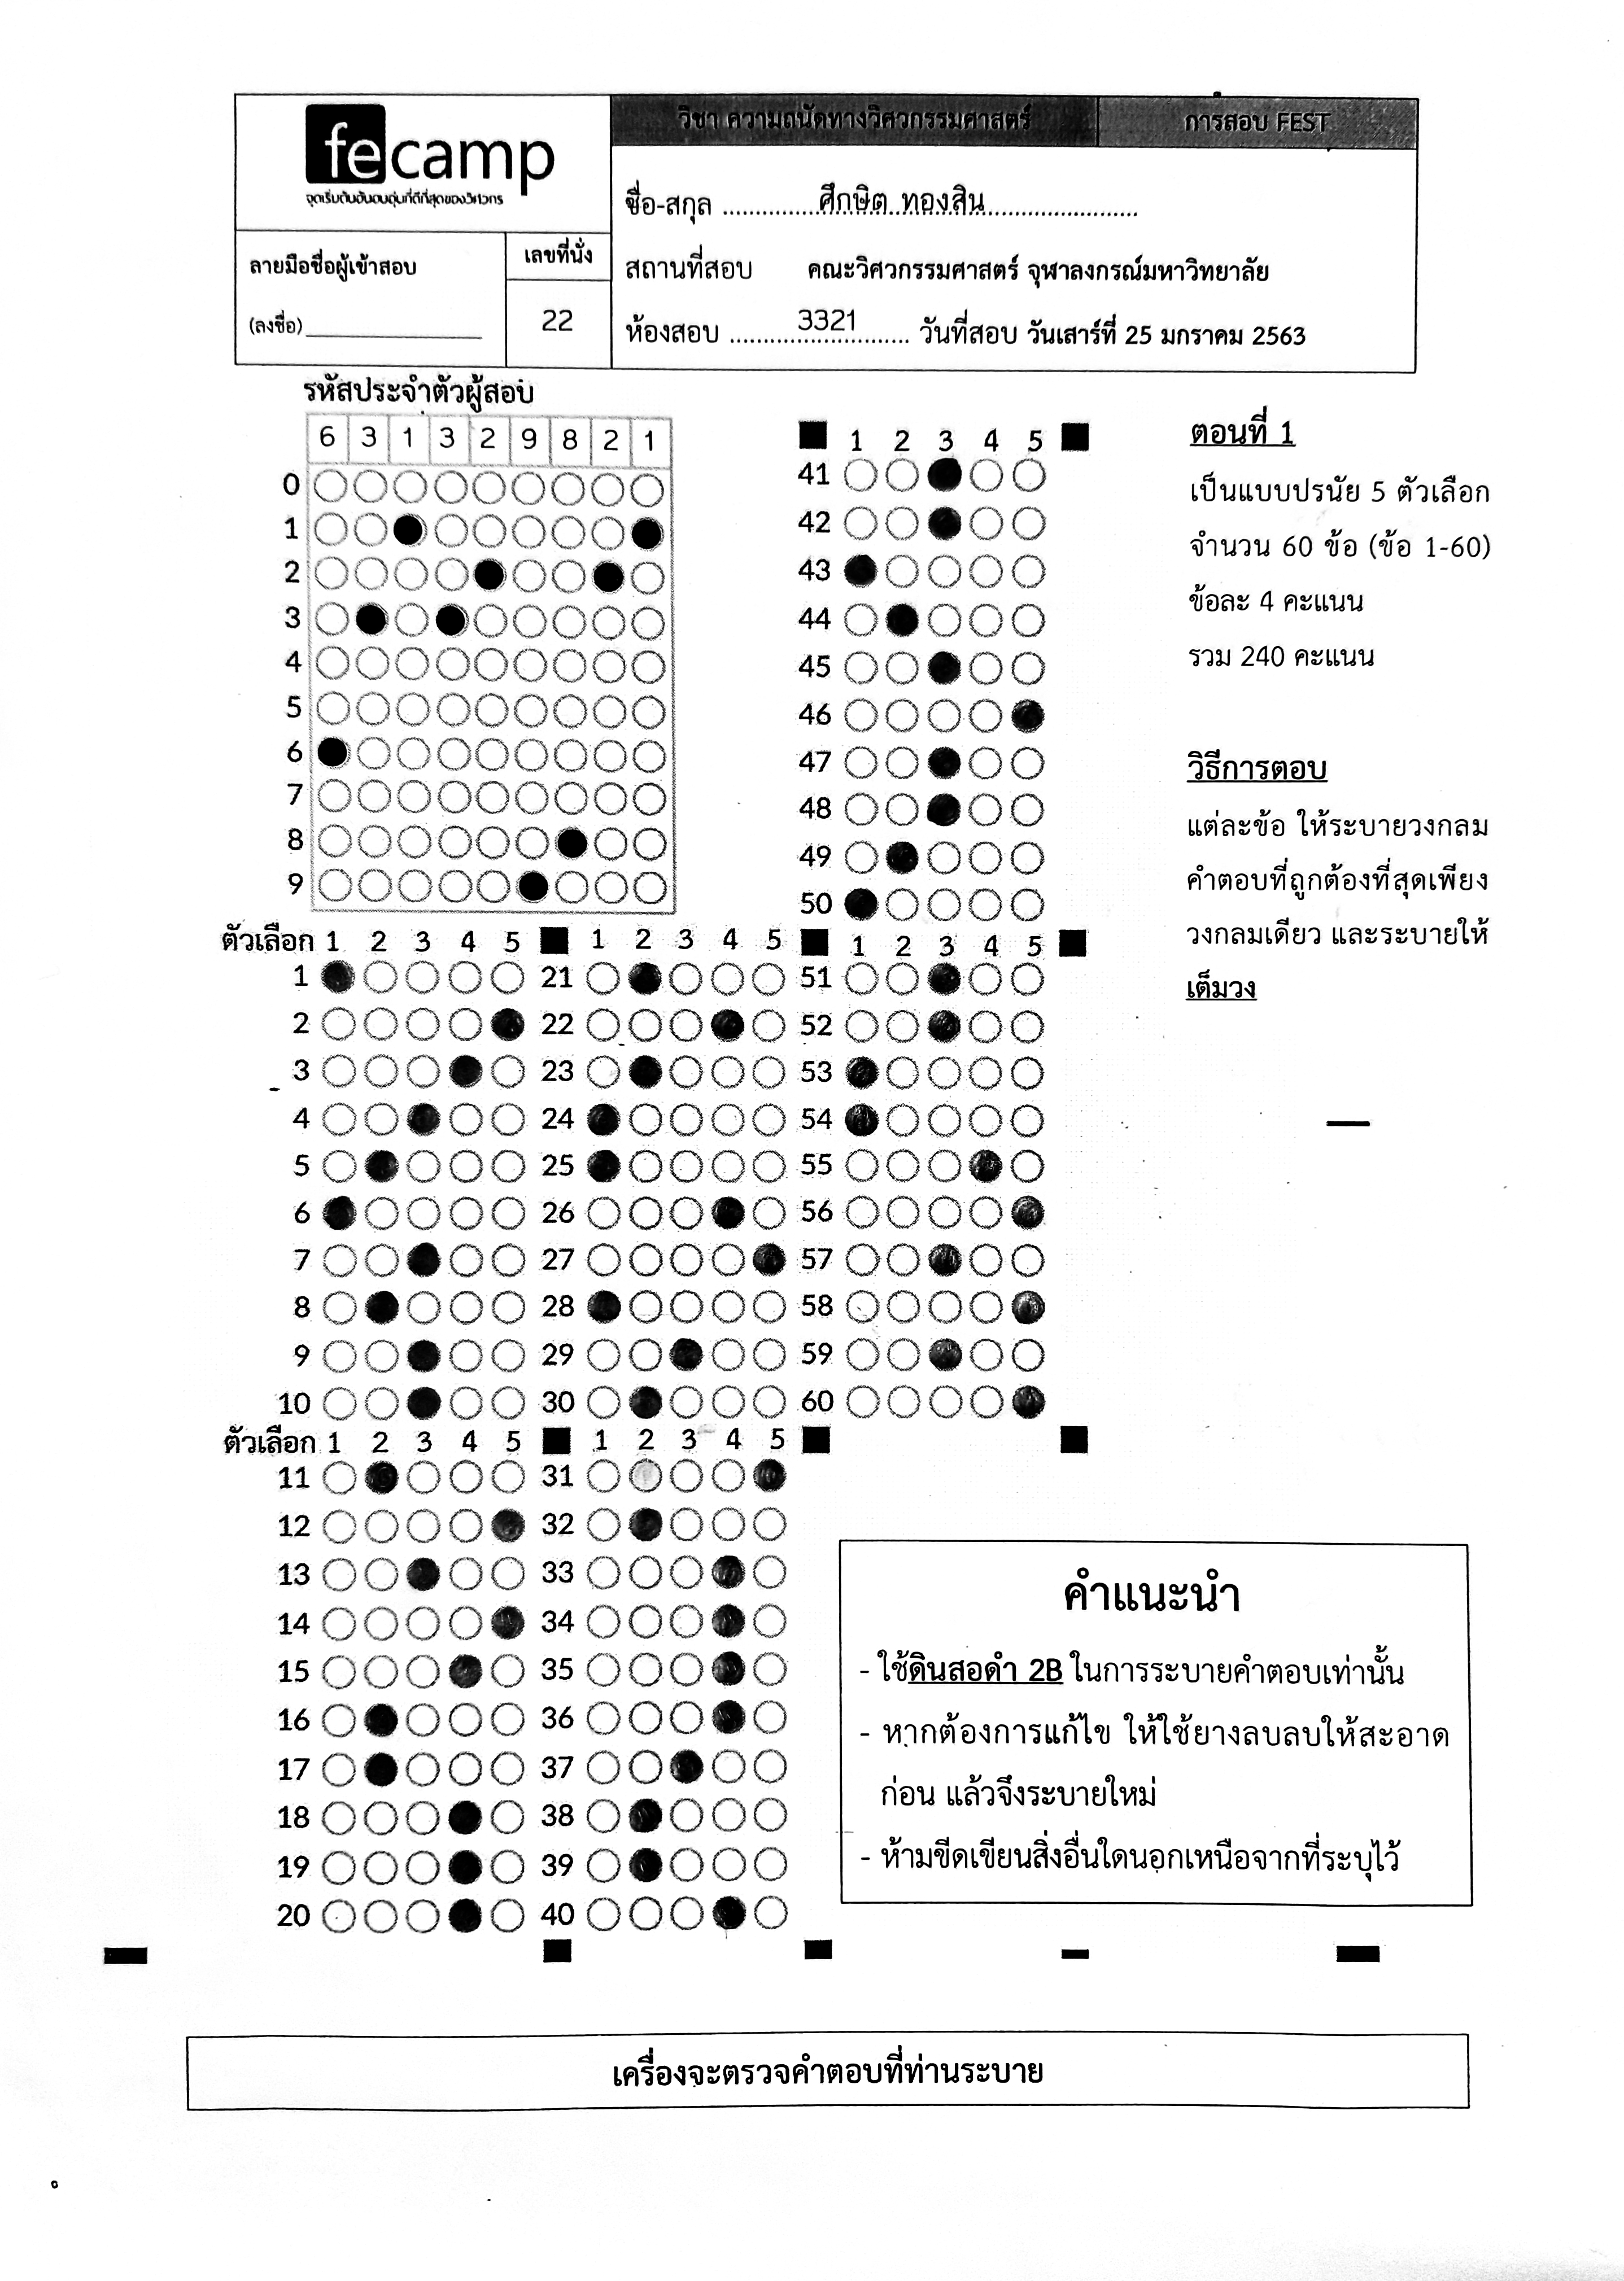 fecamp
จุดเริ่มต้นอันอบอุ่นที่ดีที่สุดของวิศวกร
วิชา ความถนัดทางวิศวกรรมศาสตร์
การสอบ FEST
ชื่อ-สกุล ศึกษิต ทองสิน
ลายมือชื่อผู้เข้าสอบ
เลขที่นั่ง
สถานที่สอบ คณะวิศวกรรมศาสตร์ จุฬาลงกรณ์มหาวิทยาลัย
(ลงชื่อ)
22
ห้องสอบ 3321 วันที่สอบ วันเสาร์ที่ 25 มกราคม 2563
รหัสประจำตัวผู้สอบ
6 3 1 3 2 9 8 2 1
0
1
2
3
4
5
6
7
8
9
1 2 3 4 5
41
42
43
44
45
46
47
48
49
50
ตอนที่ 1
เป็นแบบปรนัย 5 ตัวเลือก
จำนวน 60 ข้อ (ข้อ 1-60)
ข้อละ 4 คะแนน
รวม 240 คะแนน
วิธีการตอบ
แต่ละข้อ ให้ระบายวงกลม
คำตอบที่ถูกต้องที่สุดเพียง
วงกลมเดียว และระบายให้
เต็มวง
ตัวเลือก 1 2 3 4 5 1 2 3 4 5 1 2 3 4 5
1 21 51
2 22 52
3 23 53
4 24 54
5 25 55
6 26 56
7 27 57
8 28 58
9 29 59
10 30 60
ตัวเลือก 1 2 3 4 5 1 2 3 4 5
11 31
12 32
13 33
14 34
15 35
16 36
17 37
18 38
19 39
20 40
คำแนะนำ
- ใช้ดินสอดำ 2B ในการระบายคำตอบเท่านั้น
- หากต้องการแก้ไข ให้ใช้ยางลบลบให้สะอาด
ก่อน แล้วจึงระบายใหม่
- ห้ามขีดเขียนสิ่งอื่นใดนอกเหนือจากที่ระบุไว้
เครื่องจะตรวจคำตอบที่ท่านระบาย